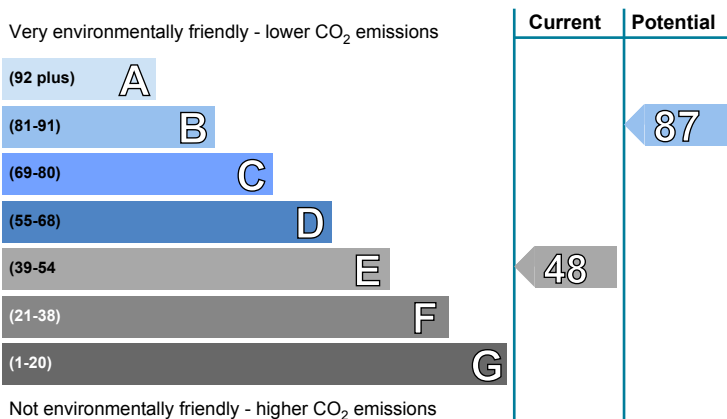 Current Potential
Very environmentally friendly - lower CO2 emissions
(92 plus) A
(81-91) B 87
(69-80) C
(55-68) D
(39-54 E 48
(21-38) F
(1-20) G
Not environmentally friendly - higher CO2 emissions